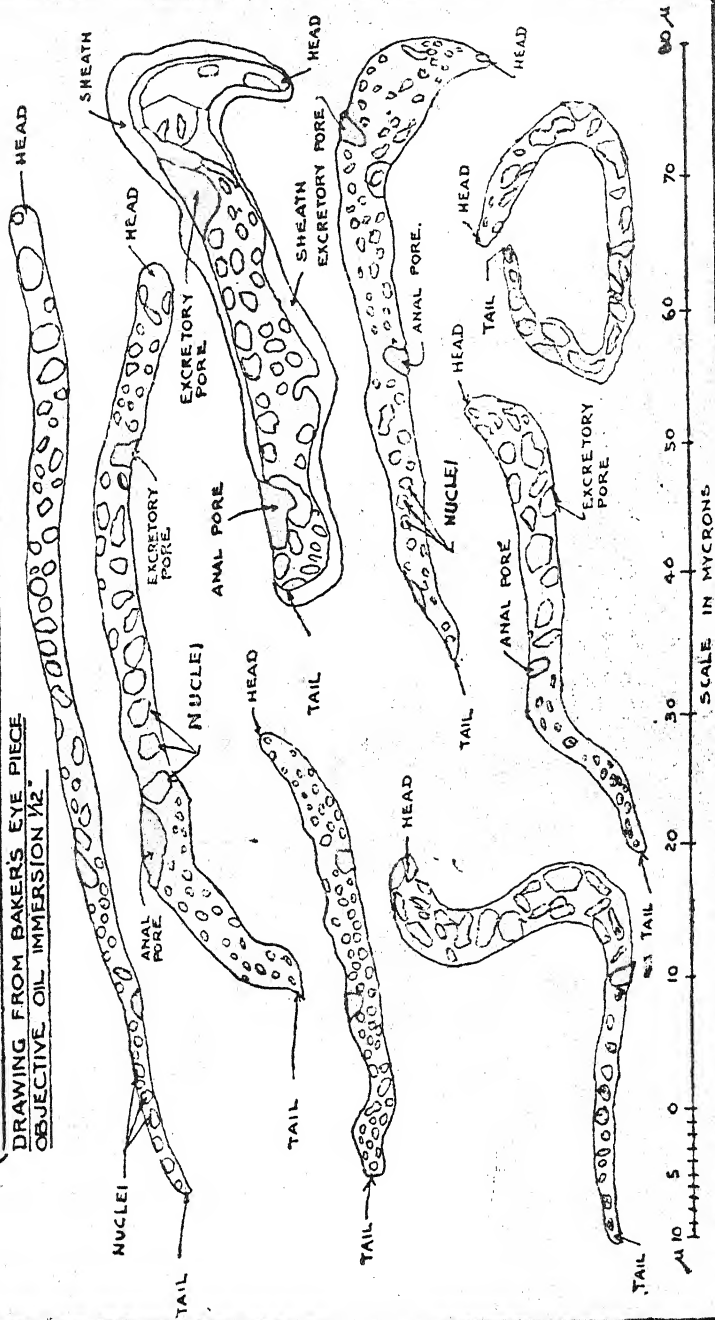 DRAWING FROM BAKER'S EYE PIECE
OBJECTIVE OIL IMMERSION 1/12"
HEAD
NUCLEI
TAIL
HEAD
EXCRETORY
PORE
NUCLEI
ANAL
PORE
TAIL
SHEATH
HEAD
EXCRETORY
PORE
SHEATH
ANAL PORE
TAIL
HEAD
TAIL
EXCRETORY PORE
HEAD
ANAL PORE.
NUCLEI
TAIL
HEAD
TAIL
HEAD
ANAL PORE
EXCRETORY
PORE
TAIL
HEAD
TAIL
µ 10 5 0 10 20 30 40 50 60 70 80 µ
SCALE IN MYCRONS